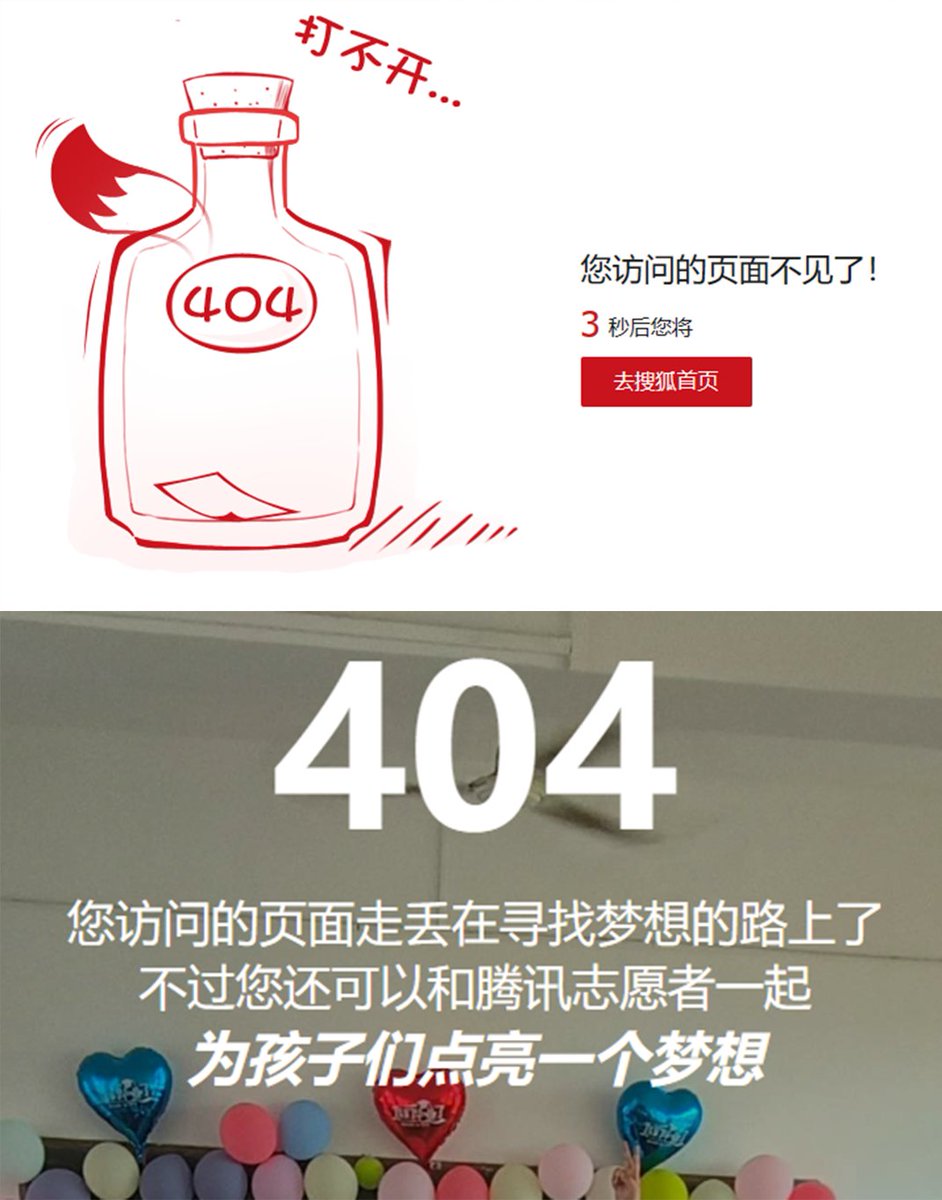 打不开...
404
您访问的页面不见了！
3 秒后您将
去搜狐首页
404
您访问的页面走丢在寻找梦想的路上了
不过您还可以和腾讯志愿者一起
为孩子们点亮一个梦想